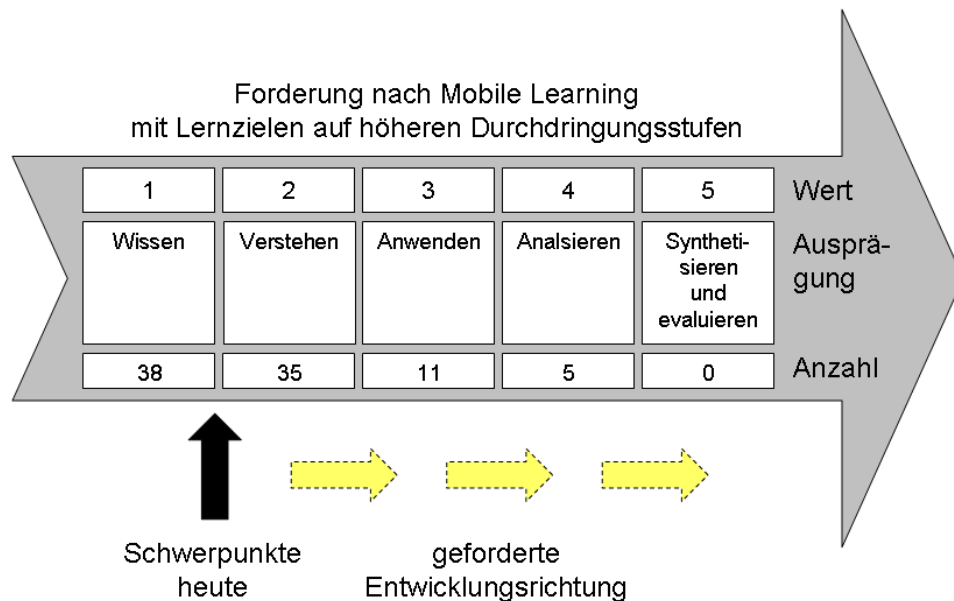 Forderung nach Mobile Learning
mit Lernzielen auf höheren Durchdringungsstufen
1 2 3 4 5 Wert
Wissen Verstehen Anwenden Analsieren Syntheti-
sieren
und
evaluieren
Ausprä-
gung
38 35 11 5 0 Anzahl
Schwerpunkte
heute
geforderte
Entwicklungsrichtung